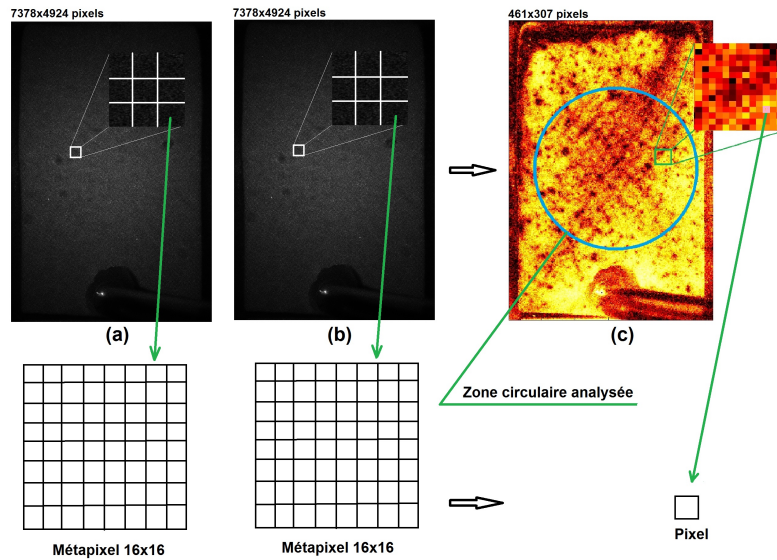 7378x4924 pixels
7378x4924 pixels
461x307 pixels
(a)
(b)
(c)
Zone circulaire analysée
Métapixel 16x16
Métapixel 16x16
Pixel